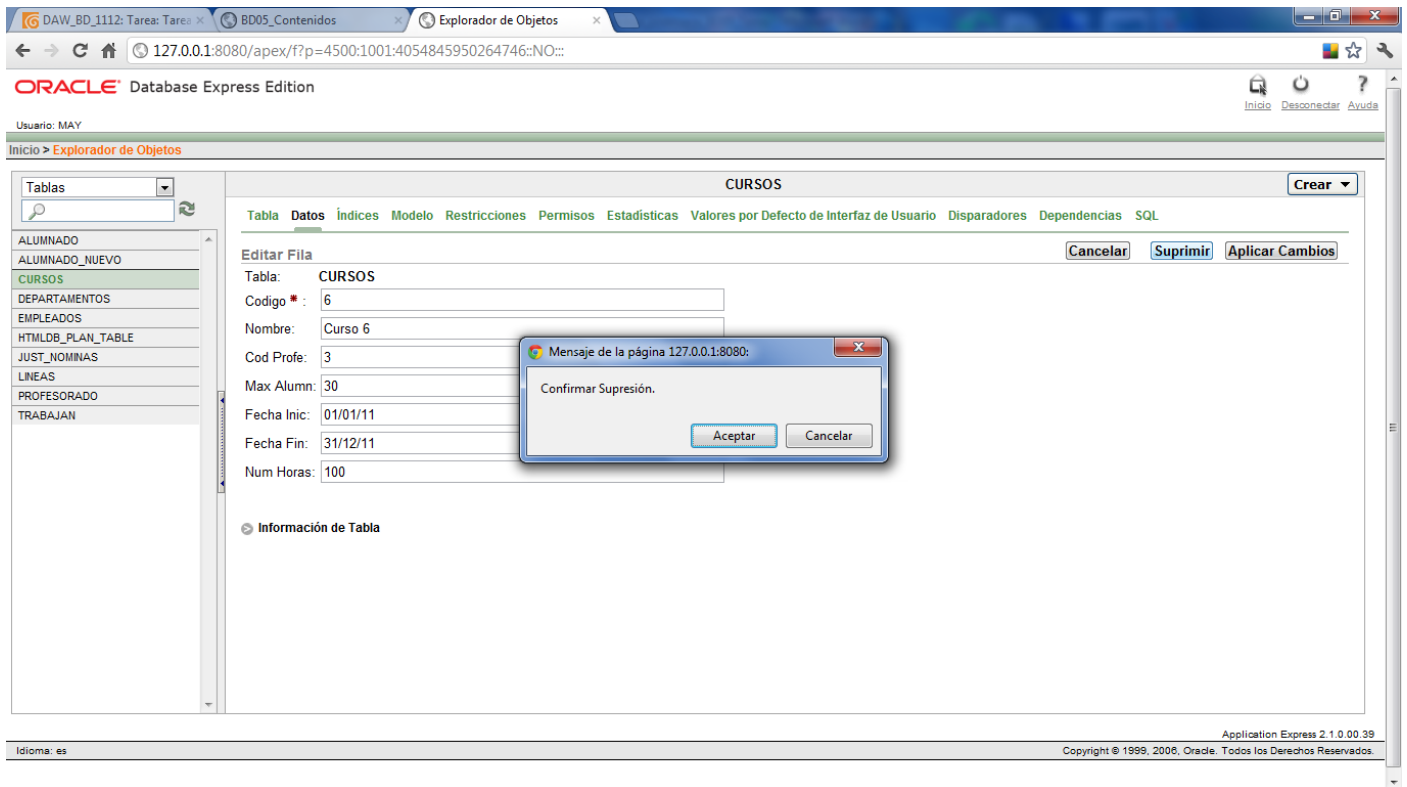 DAW_BD_1112: Tarea: Tarea
BD05_Contenidos
Explorador de Objetos
127.0.0.1:8080/apex/f?p=4500:1001:4054845950264746::NO:::
ORACLE Database Express Edition
Inicio Desconectar Ayuda
Usuario: MAY
Inicio > Explorador de Objetos
Tablas
CURSOS
Crear
Tabla Datos Índices Modelo Restricciones Permisos Estadísticas Valores por Defecto de Interfaz de Usuario Disparadores Dependencias SQL
ALUMNADO
ALUMNADO_NUEVO
CURSOS
DEPARTAMENTOS
EMPLEADOS
HTMLDB_PLAN_TABLE
JUST_NOMINAS
LINEAS
PROFESORADO
TRABAJAN
Editar Fila
Cancelar Suprimir Aplicar Cambios
Tabla: CURSOS
Codigo * : 6
Nombre: Curso 6
Cod Profe: 3
Max Alumn: 30
Fecha Inic: 01/01/11
Fecha Fin: 31/12/11
Num Horas: 100
Mensaje de la página 127.0.0.1:8080:
Confirmar Supresión.
Aceptar Cancelar
Información de Tabla
Application Express 2.1.0.00.39
Idioma: es
Copyright © 1999, 2006, Oracle. Todos los Derechos Reservados.